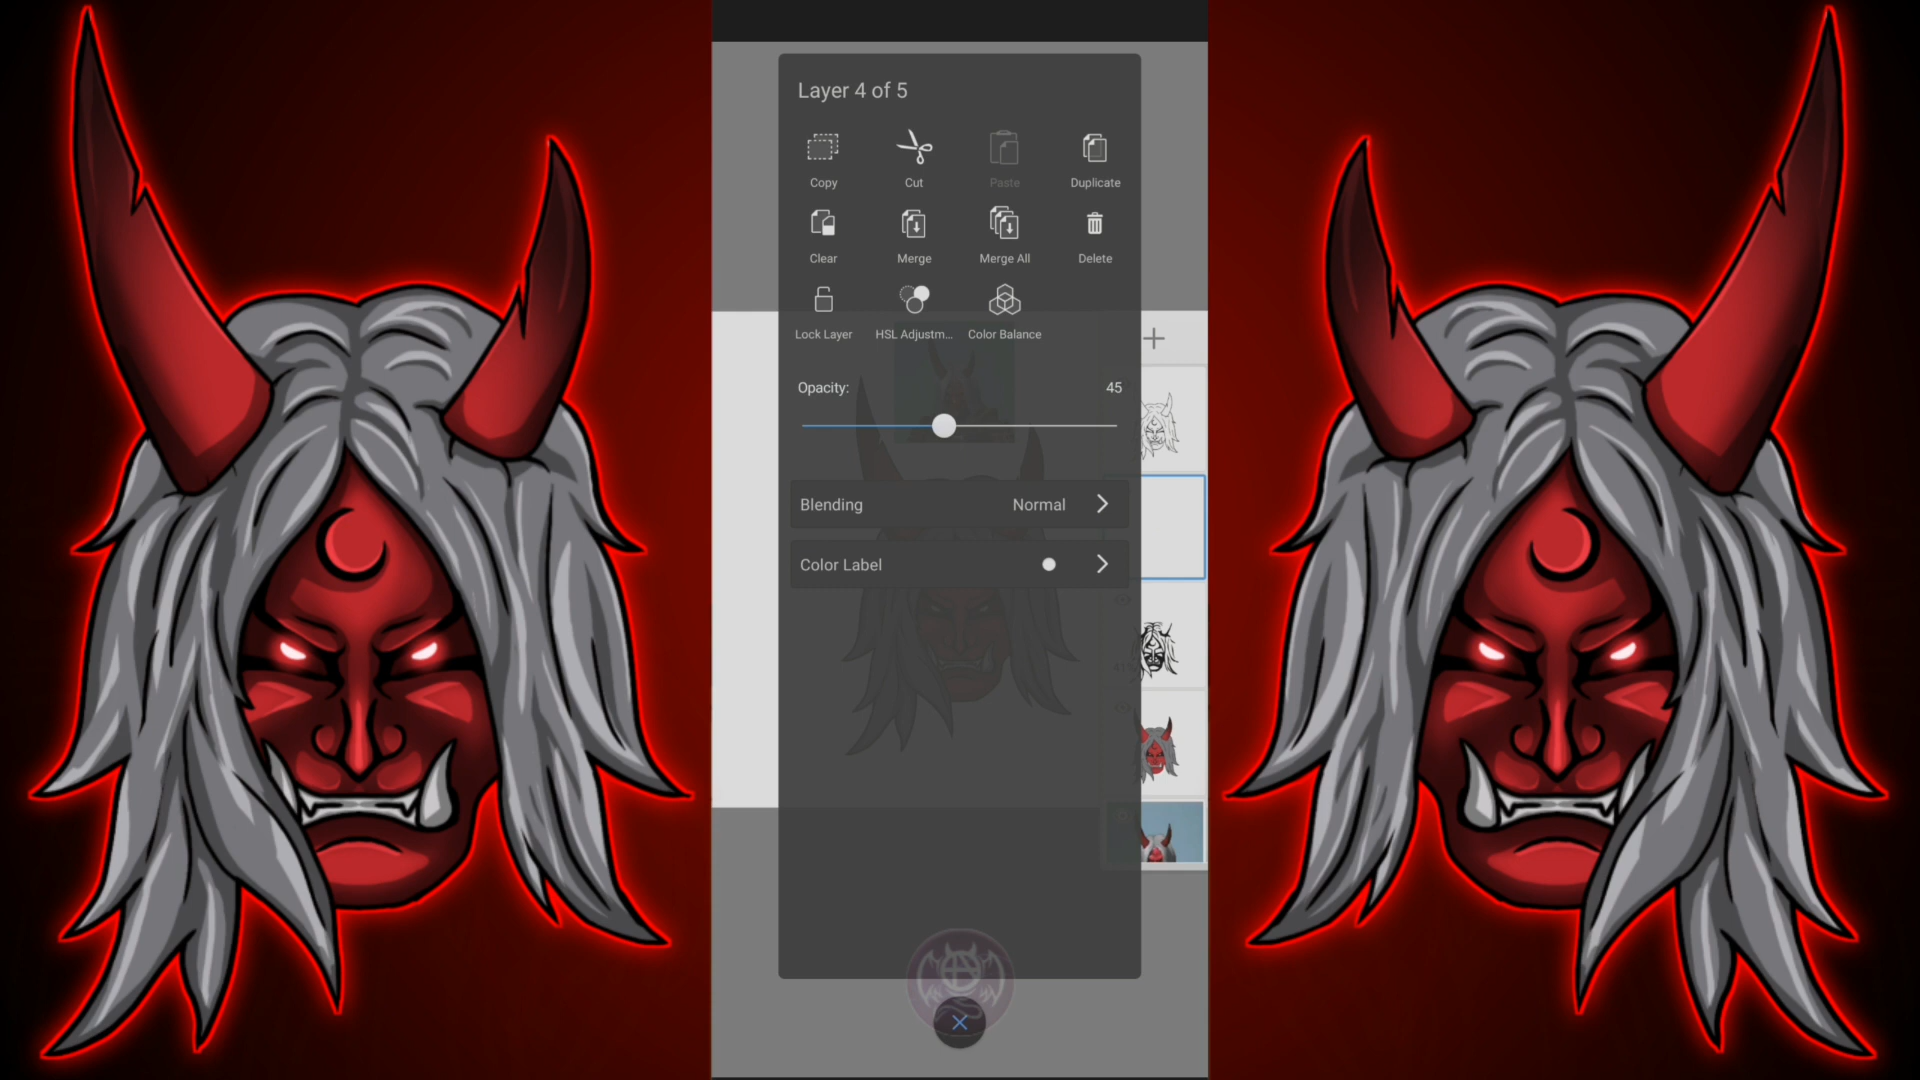 Layer 4 of 5
Copy Cut Paste Duplicate
Clear Merge Merge All Delete
Lock Layer HSL Adjustm... Color Balance
Opacity: 45
Blending Normal
Color Label